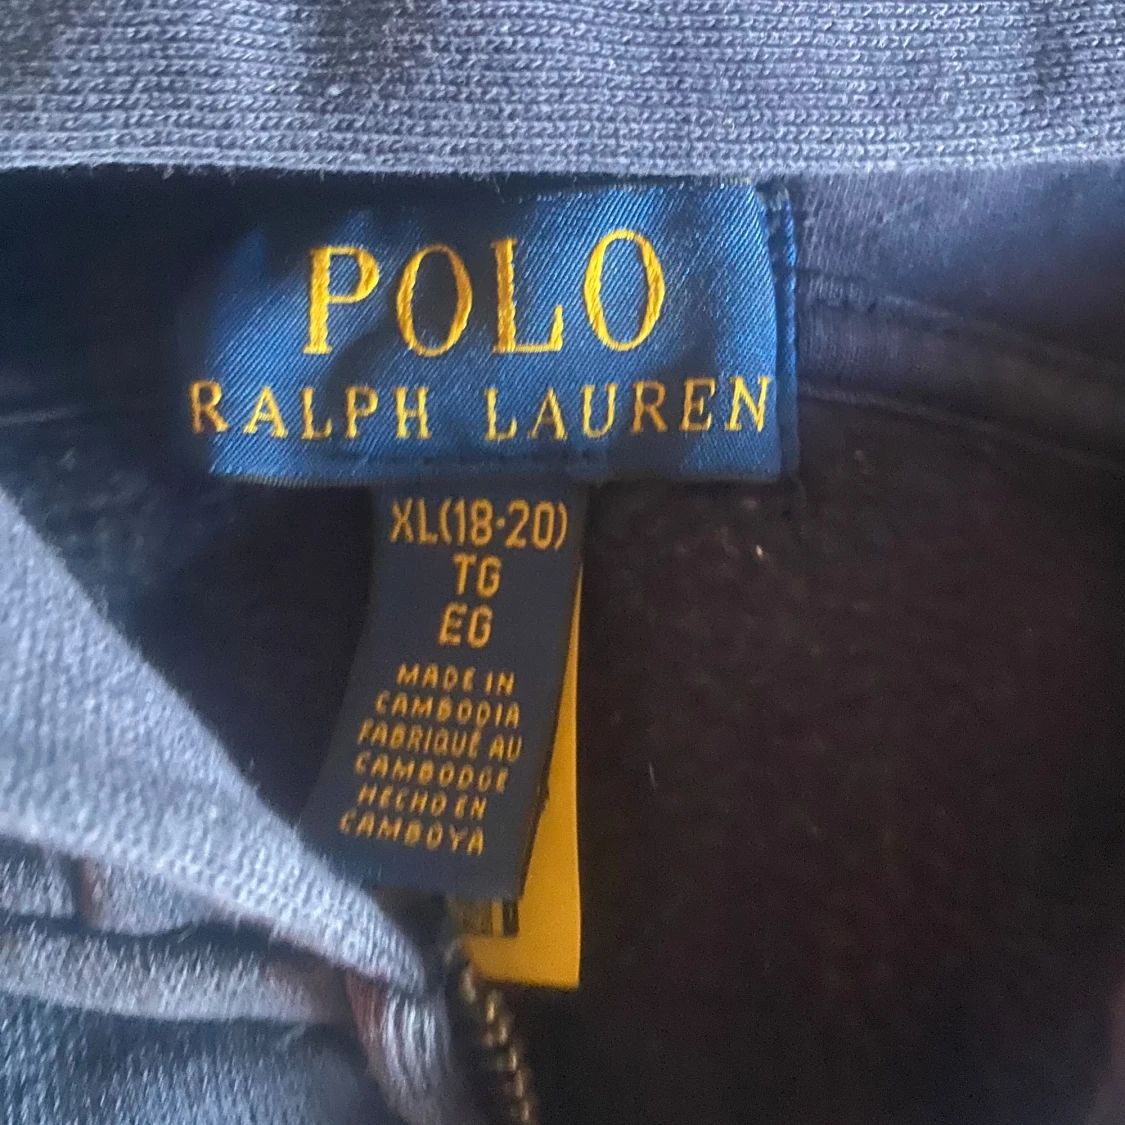 POLO
RALPH LAUREN
XL(18-20)
TG
EG
MADE IN
CAMBODIA
FABRIQUÉ AU
CAMBODGE
HECHO EN
CAMBOYA